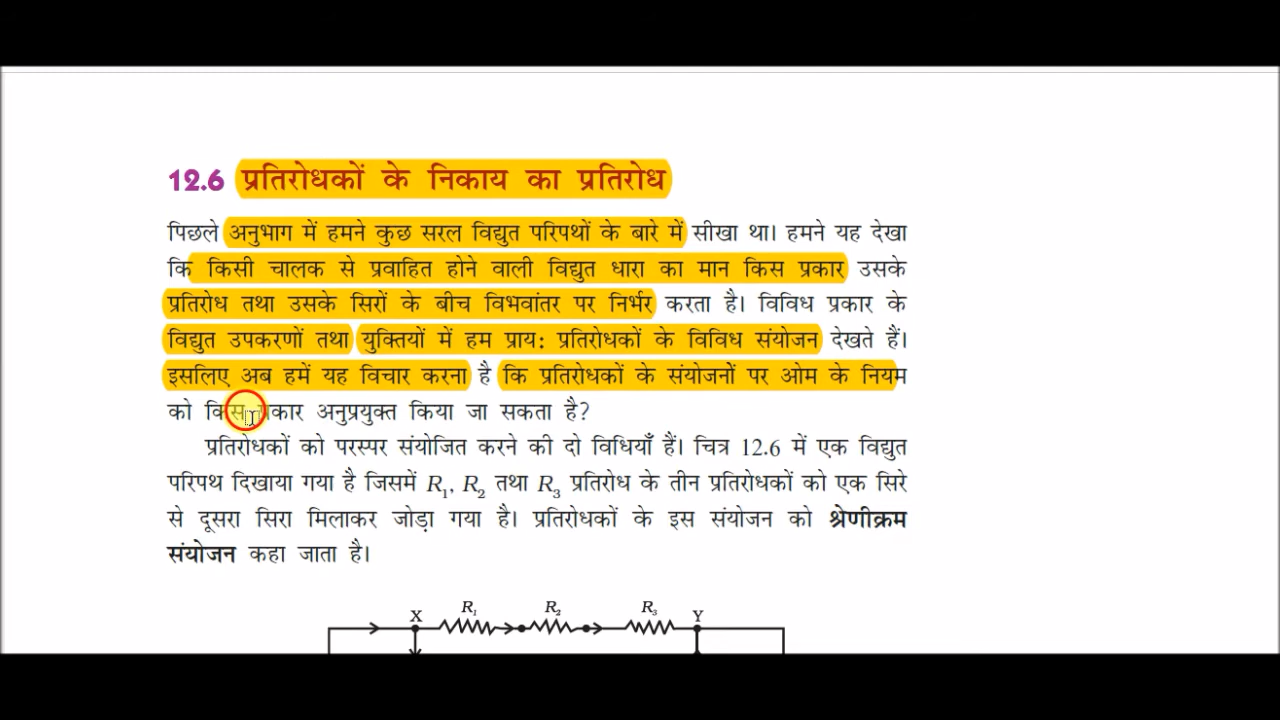 12.6 प्रतिरोधकों के निकाय का प्रतिरोध
पिछले अनुभाग में हमने कुछ सरल विद्युत परिपथों के बारे में सीखा था। हमने यह देखा
कि किसी चालक से प्रवाहित होने वाली विद्युत धारा का मान किस प्रकार उसके
प्रतिरोध तथा उसके सिरों के बीच विभवांतर पर निर्भर करता है। विविध प्रकार के
विद्युत उपकरणों तथा युक्तियों में हम प्राय: प्रतिरोधकों के विविध संयोजन देखते हैं।
इसलिए अब हमें यह विचार करना है कि प्रतिरोधकों के संयोजनों पर ओम के नियम
को किस प्रकार अनुप्रयुक्त किया जा सकता है?
प्रतिरोधकों को परस्पर संयोजित करने की दो विधियाँ हैं। चित्र 12.6 में एक विद्युत
परिपथ दिखाया गया है जिसमें R₁, R₂ तथा R₃ प्रतिरोध के तीन प्रतिरोधकों को एक सिरे
से दूसरा सिरा मिलाकर जोड़ा गया है। प्रतिरोधकों के इस संयोजन को श्रेणीक्रम
संयोजन कहा जाता है।
X R₁ R₂ R₃ Y